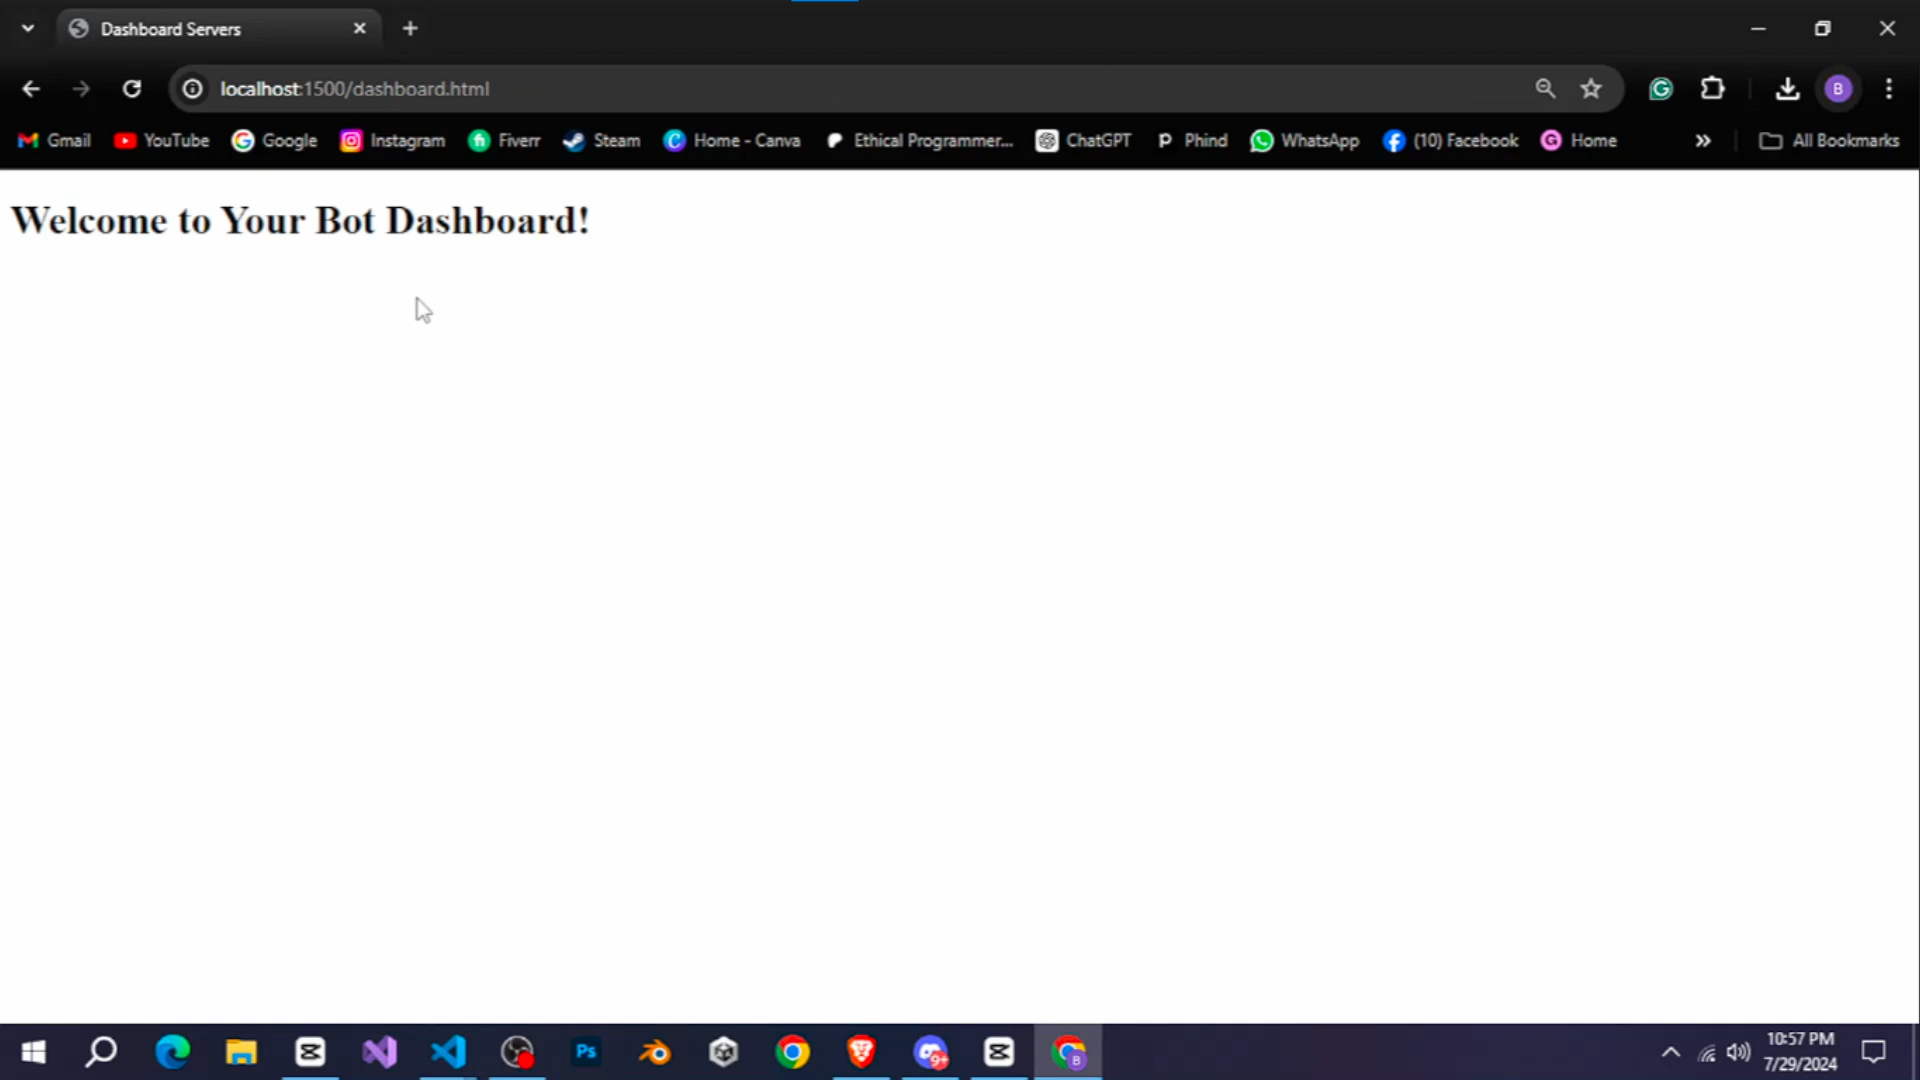 Dashboard Servers
localhost:1500/dashboard.html
B
Gmail YouTube Google Instagram Fiverr Steam Home - Canva Ethical Programmer... ChatGPT Phind WhatsApp (10) Facebook Home » All Bookmarks
Welcome to Your Bot Dashboard!
Ps 9+ B
10:57 PM
7/29/2024